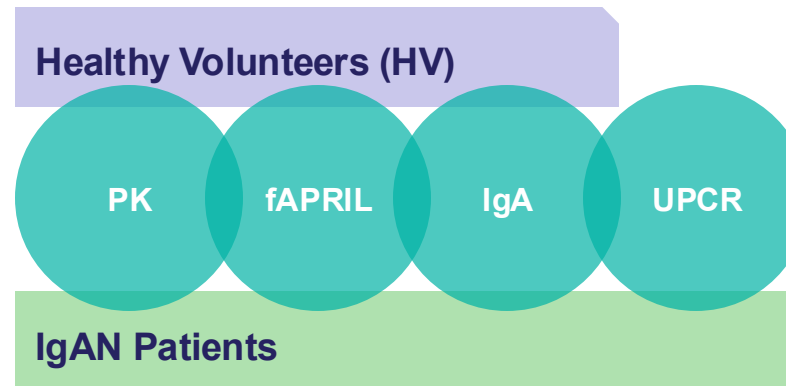 Healthy Volunteers (HV)
PK fAPRIL IgA UPCR
IgAN Patients